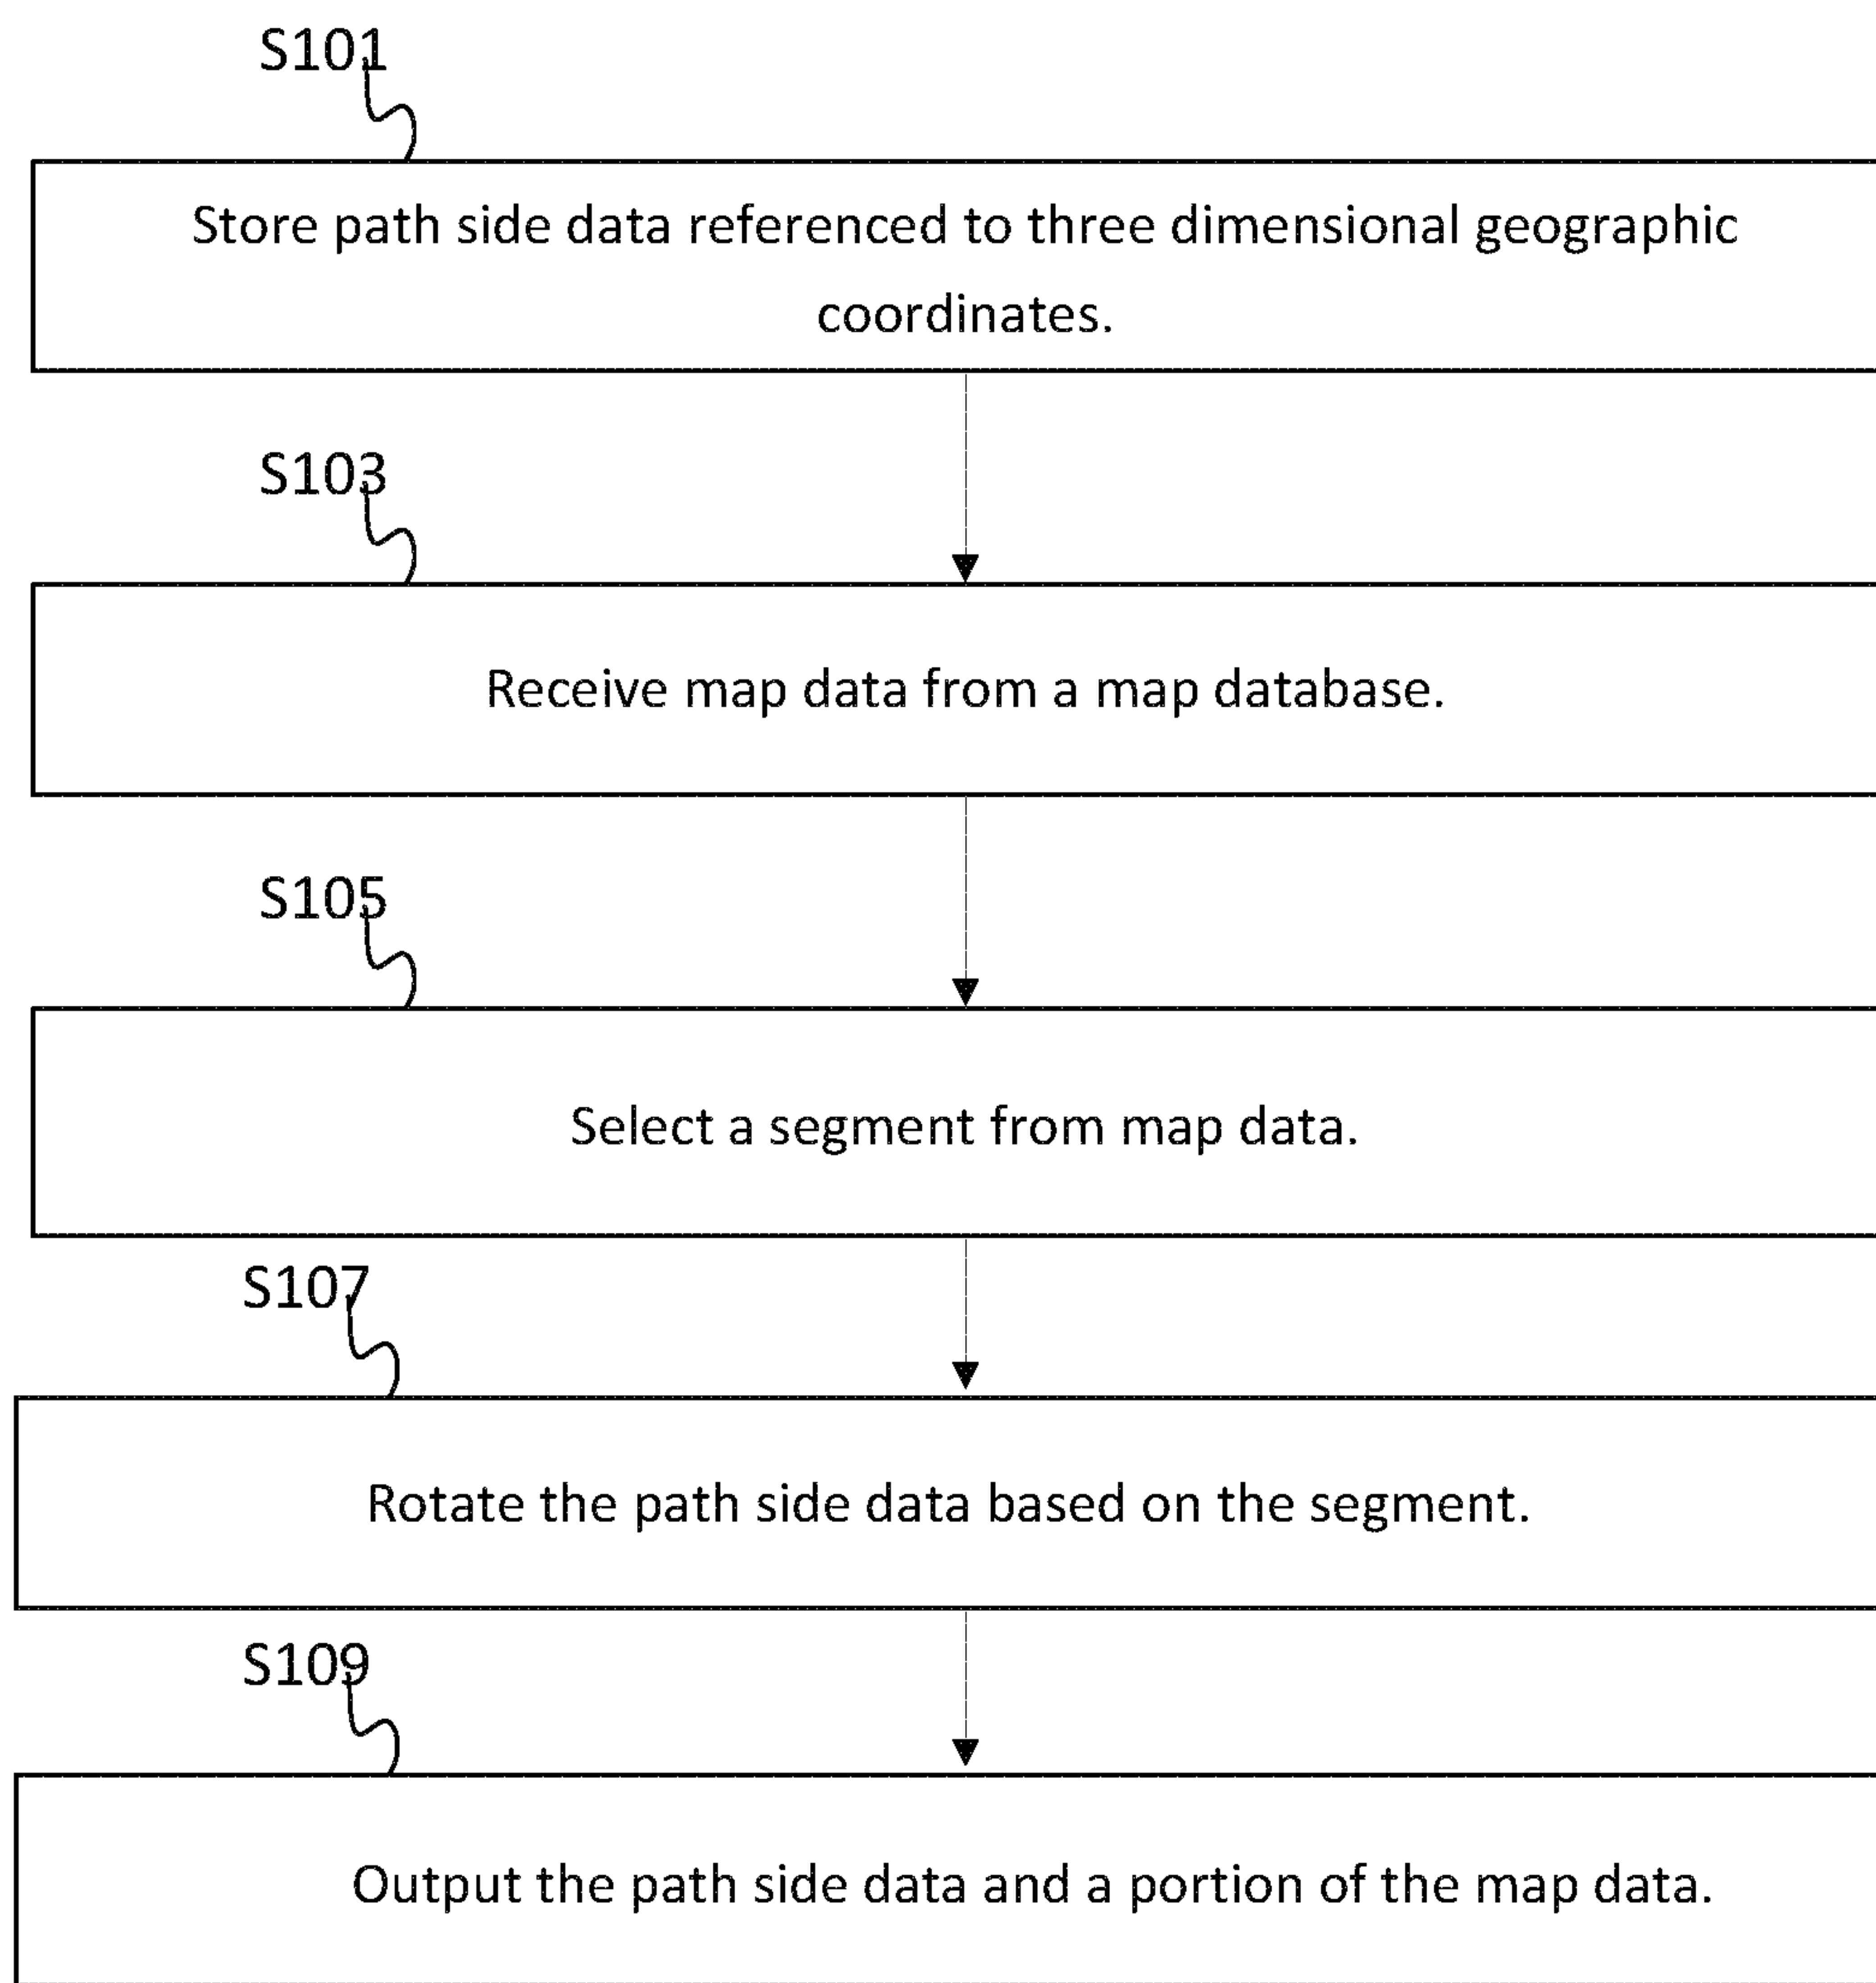 S101
Store path side data referenced to three dimensional geographic
coordinates.
S103
Receive map data from a map database.
S105
Select a segment from map data.
S107
Rotate the path side data based on the segment.
S109
Output the path side data and a portion of the map data.